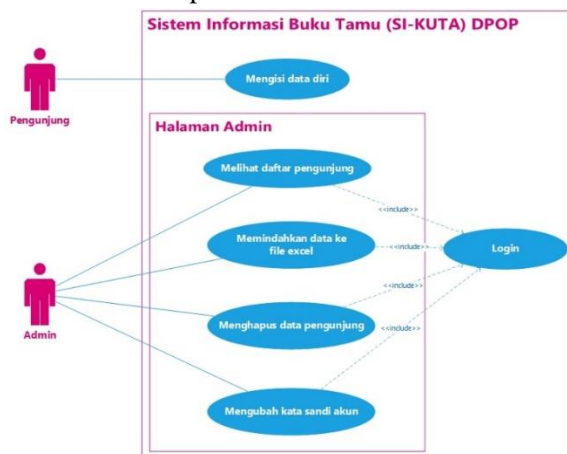 Sistem Informasi Buku Tamu (SI-KUTA) DPOP
Mengisi data diri
Pengunjung
Halaman Admin
Melihat daftar pengunjung
<<include>>
Memindahkan data ke
file excel
<<include>>
Login
<<include>>
Menghapus data pengunjung
<<include>>
Admin
Mengubah kata sandi akun